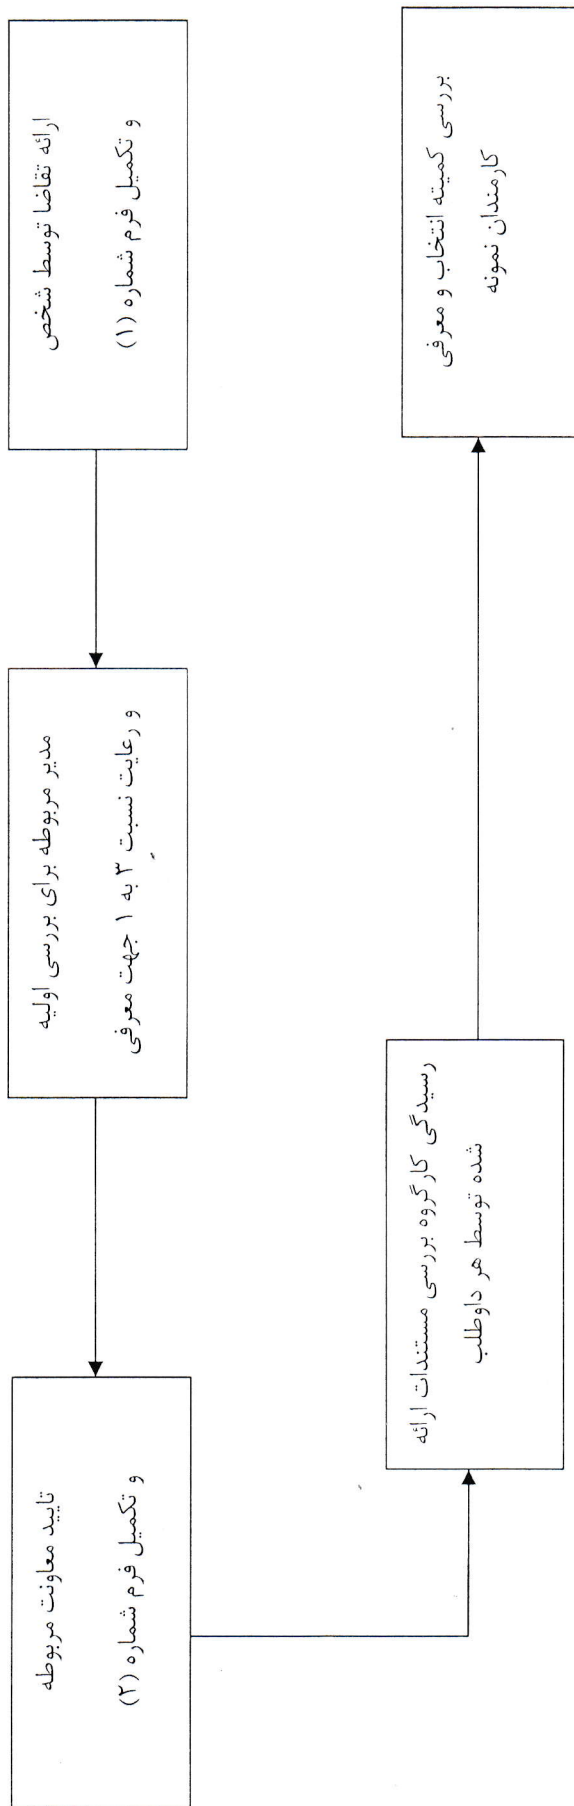 ارائه تقاضا توسط شخص
و تکمیل فرم شماره (۱)
مدیر مربوطه برای بررسی اولیه
و رعایت نسبت ۳ به ۱ جهت معرفی
تایید معاونت مربوطه
و تکمیل فرم شماره (۲)
رسیدگی کارگروه بررسی مستندات ارائه
شده توسط هر داوطلب
بررسی کمیته انتخاب و معرفی
کارمندان نمونه